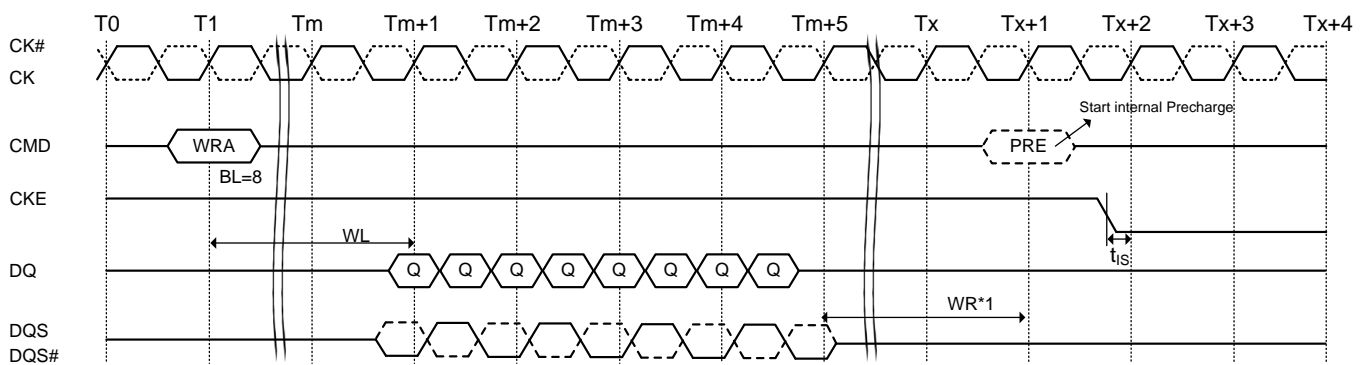 T0 T1 Tm Tm+1 Tm+2 Tm+3 Tm+4 Tm+5 Tx Tx+1 Tx+2 Tx+3 Tx+4
CK#
CK
Start internal Precharge
CMD WRA PRE
BL=8
CKE
WL
tIS
DQ Q Q Q Q Q Q Q Q
WR*1
DQS
DQS#